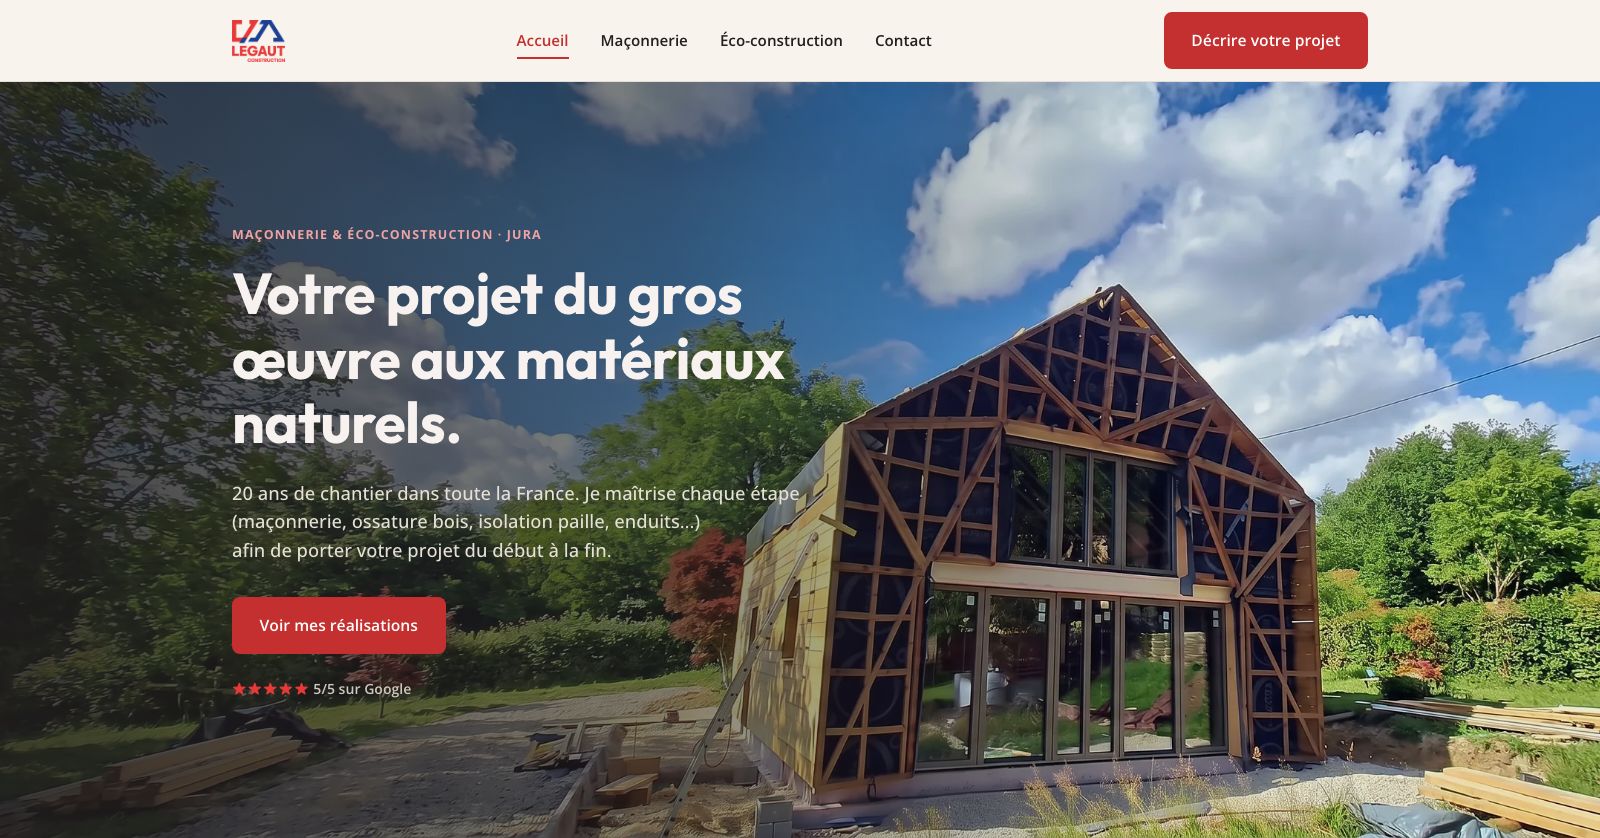 LEGAUT
CONSTRUCTION
Accueil
Maçonnerie
Éco-construction
Contact
Décrire votre projet
MAÇONNERIE & ÉCO-CONSTRUCTION · JURA
Votre projet du gros
œuvre aux matériaux
naturels.
20 ans de chantier dans toute la France. Je maîtrise chaque étape
(maçonnerie, ossature bois, isolation paille, enduits...)
afin de porter votre projet du début à la fin.
Voir mes réalisations
★★★★★ 5/5 sur Google